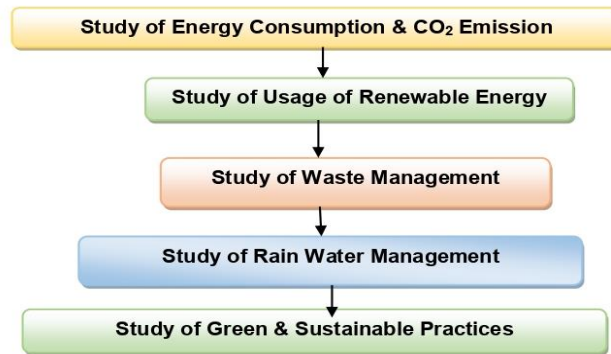 Study of Energy Consumption & CO₂ Emission
Study of Usage of Renewable Energy
Study of Waste Management
Study of Rain Water Management
Study of Green & Sustainable Practices